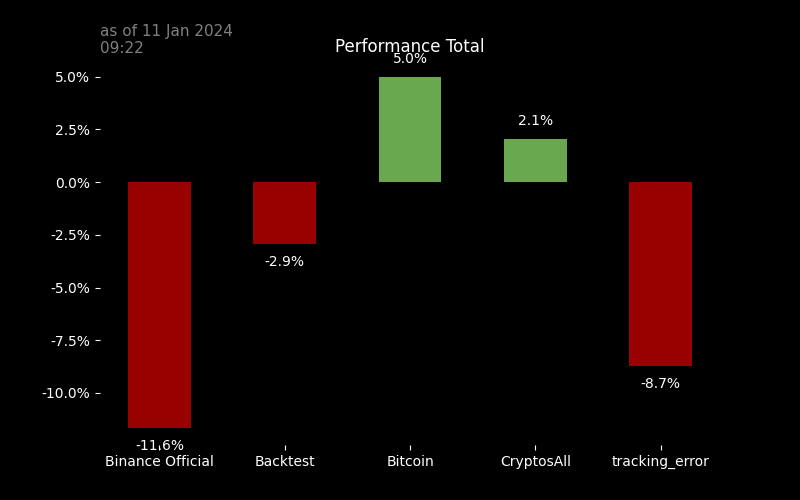 as of 11 Jan 2024
09:22
Performance Total
5.0%
2.5%
0.0%
-2.5%
-5.0%
-7.5%
-10.0%
-11.6%
-2.9%
5.0%
2.1%
-8.7%
Binance Official
Backtest
Bitcoin
CryptosAll
tracking_error